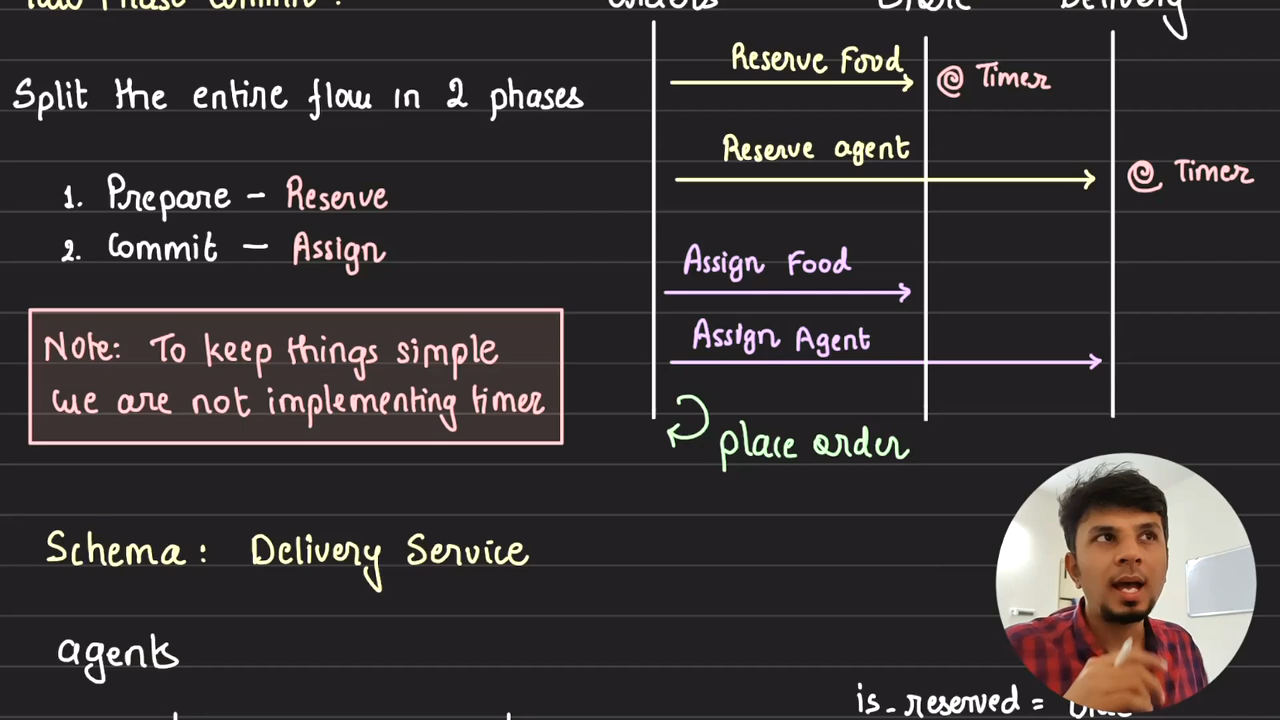 Split the entire flow in 2 phases
1. Prepare - Reserve
2. Commit - Assign
Note: To keep things simple
we are not implementing timer
Delivery
Reserve Food
@ Timer
Reserve agent
@ Timer
Assign Food
Assign Agent
place order
Schema: Delivery Service
agents
is_reserved =